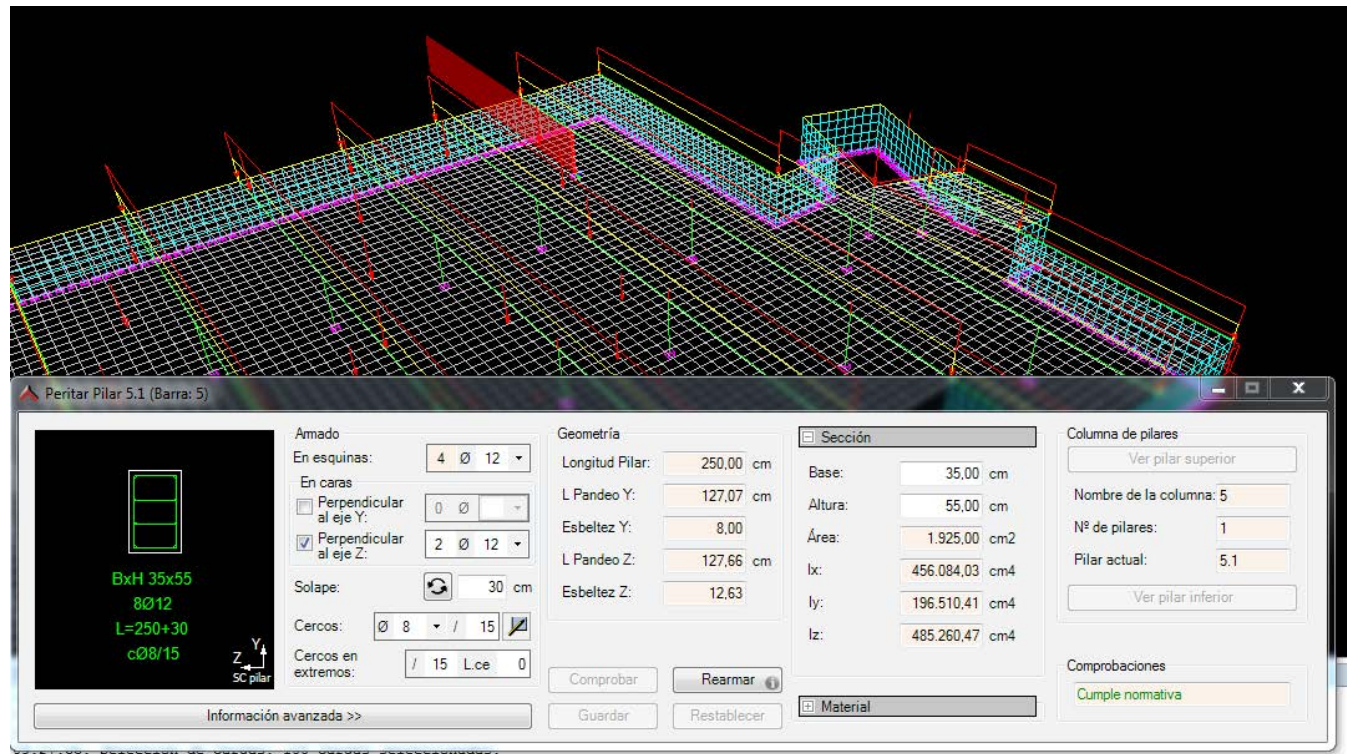 Peritar Pilar 5.1 (Barra: 5)
BxH 35x55
8Ø12
L=250+30
cØ8/15
Y
Z
SC pilar
Información avanzada >>
Armado
En esquinas: 4 Ø 12
En caras
Perpendicular al eje Y: 0 Ø
Perpendicular al eje Z: 2 Ø 12
Solape: 30 cm
Cercos: Ø 8 / 15
Cercos en extremos: / 15 L.ce 0
Geometría
Longitud Pilar: 250,00 cm
L Pandeo Y: 127,07 cm
Esbeltez Y: 8,00
L Pandeo Z: 127,66 cm
Esbeltez Z: 12,63
Comprobar Rearmar
Guardar Restablecer
Sección
Base: 35,00 cm
Altura: 55,00 cm
Área: 1.925,00 cm2
Ix: 456.084,03 cm4
Iy: 196.510,41 cm4
Iz: 485.260,47 cm4
Material
Columna de pilares
Ver pilar superior
Nombre de la columna: 5
Nº de pilares: 1
Pilar actual: 5.1
Ver pilar inferior
Comprobaciones
Cumple normativa